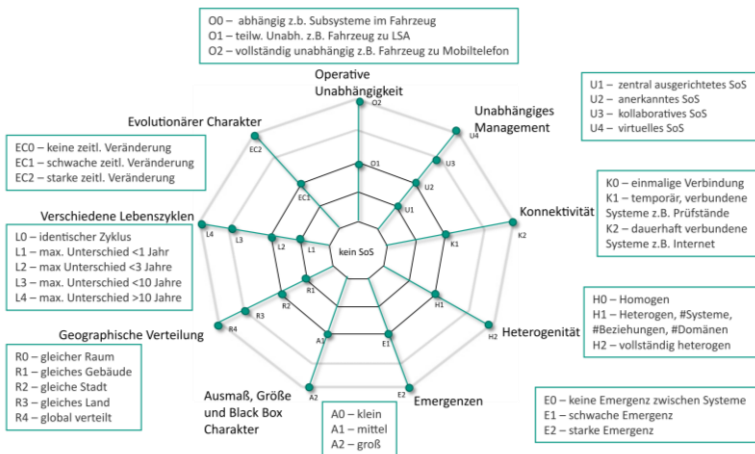 O0 – abhängig z.b. Subsysteme im Fahrzeug
O1 – teilw. Unabh. z.B. Fahrzeug zu LSA
O2 – vollständig unabhängig z.B. Fahrzeug zu Mobiltelefon
Operative
Unabhängigkeit
O2
O1
Unabhängiges
Management
U4
U3
U2
U1
U1 – zentral ausgerichtetes SoS
U2 – anerkanntes SoS
U3 – kollaboratives SoS
U4 – virtuelles SoS
Evolutionärer Charakter
EC2
EC1
EC0 – keine zeitl. Veränderung
EC1 – schwache zeitl. Veränderung
EC2 – starke zeitl. Veränderung
Konnektivität
K1
K2
K0 – einmalige Verbindung
K1 – temporär, verbundene
Systeme z.B. Prüfstände
K2 – dauerhaft verbundene
Systeme z.B. Internet
Verschiedene Lebenszyklen
L4
L3
L2
L1
L0 – identischer Zyklus
L1 – max. Unterschied <1 Jahr
L2 – max Unterschied <3 Jahre
L3 – max. Unterschied <10 Jahre
L4 – max. Unterschied >10 Jahre
kein SoS
Heterogenität
H1
H2
H0 – Homogen
H1 – Heterogen, #Systeme,
#Beziehungen, #Domänen
H2 – vollständig heterogen
Geographische Verteilung
R4
R3
R2
R1
R0 – gleicher Raum
R1 – gleiches Gebäude
R2 – gleiche Stadt
R3 – gleiches Land
R4 – global verteilt
Ausmaß, Größe
und Black Box
Charakter
A1
A2
A0 – klein
A1 – mittel
A2 – groß
Emergenzen
E1
E2
E0 – keine Emergenz zwischen Systeme
E1 – schwache Emergenz
E2 – starke Emergenz